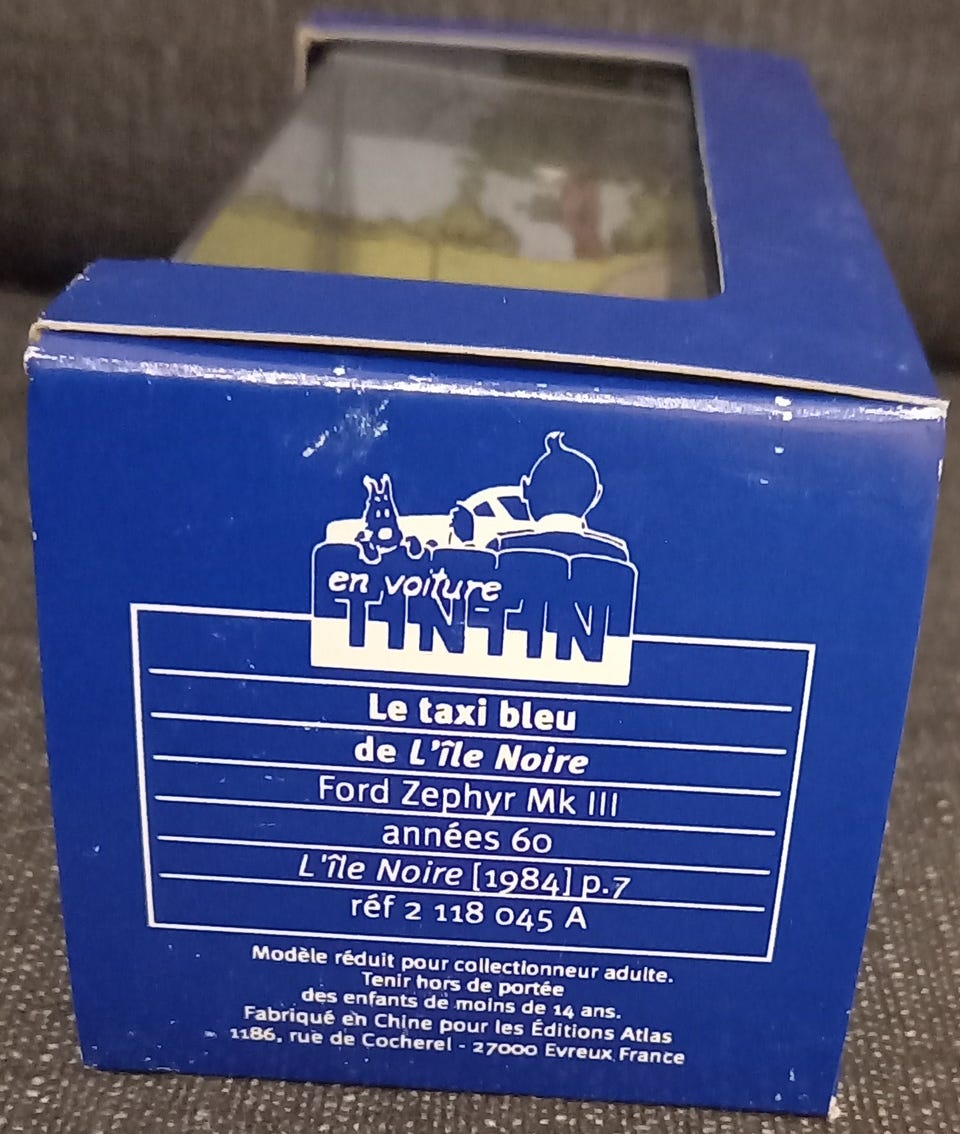 en voiture
TINTIN
Le taxi bleu
de L'île Noire
Ford Zephyr Mk III
années 60
L'île Noire [1984] p.7
réf 2 118 045 A
Modèle réduit pour collectionneur adulte.
Tenir hors de portée
des enfants de moins de 14 ans.
Fabriqué en Chine pour les Éditions Atlas
1186, rue de Cocherel - 27000 Evreux France